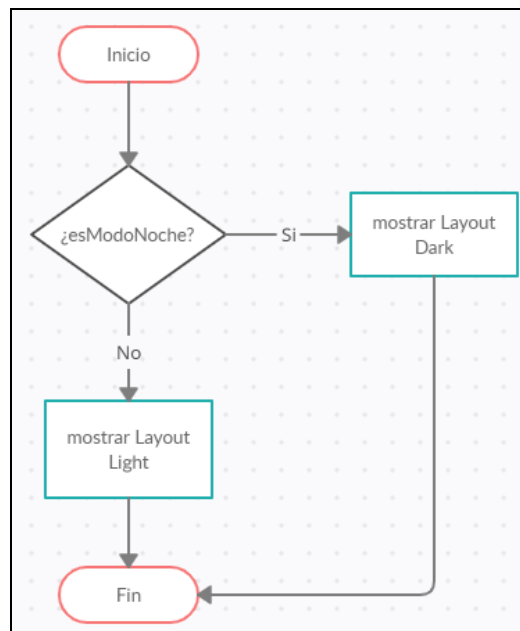 Inicio
¿esModoNoche?
Si
mostrar Layout
Dark
No
mostrar Layout
Light
Fin